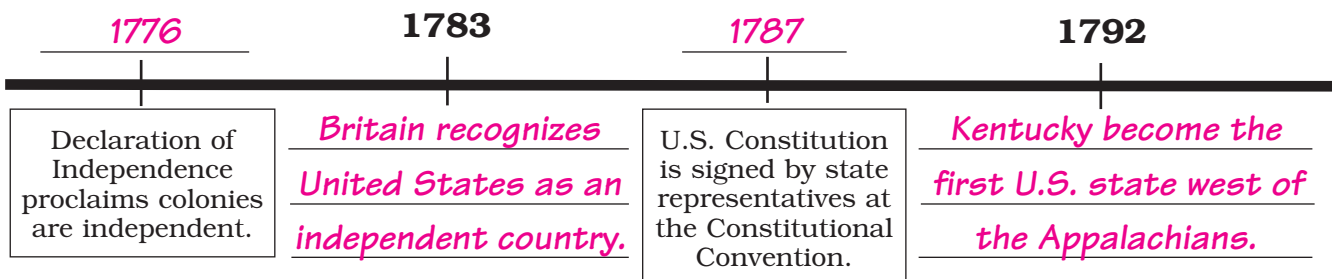 1776
1783
1787
1792
Declaration of
Independence
proclaims colonies
are independent.
Britain recognizes
United States as an
independent country.
U.S. Constitution
is signed by state
representatives at
the Constitutional
Convention.
Kentucky become the
first U.S. state west of
the Appalachians.